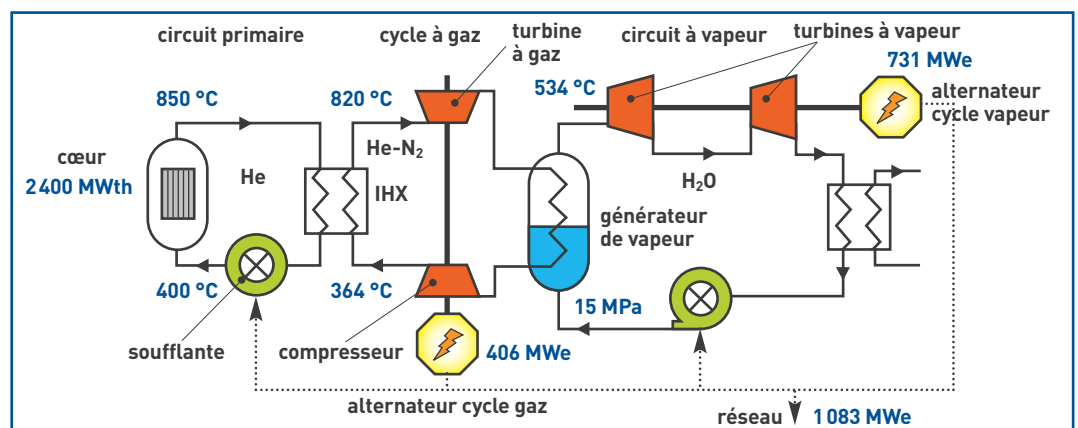 circuit primaire
cycle à gaz
turbine
à gaz
circuit à vapeur
turbines à vapeur
731 MWe
850 °C
820 °C
534 °C
alternateur
cycle vapeur
He-N₂
cœur
2 400 MWth
He
IHX
H₂O
générateur
de vapeur
400 °C
364 °C
15 MPa
soufflante
compresseur
406 MWe
alternateur cycle gaz
réseau
1 083 MWe